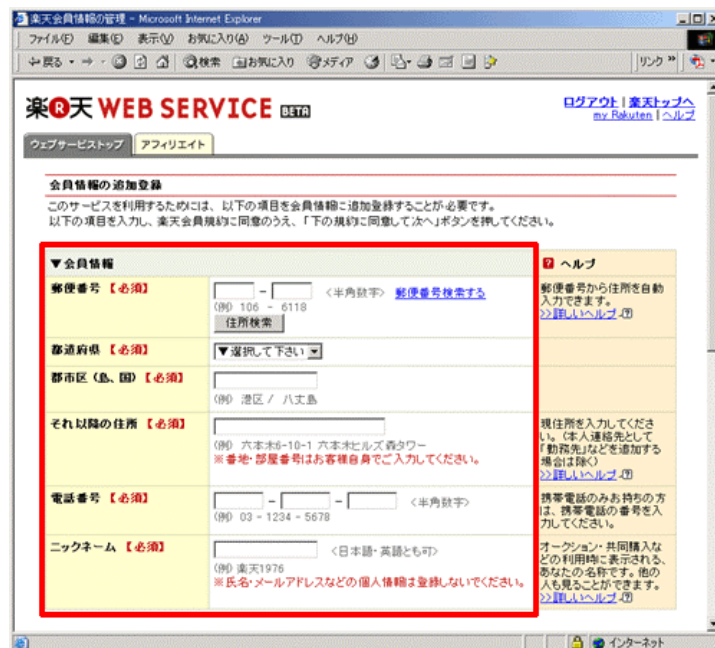 楽天会員情報の管理 - Microsoft Internet Explorer
ファイル(F) 編集(E) 表示(V) お気に入り(A) ツール(T) ヘルプ(H)
戻る 検索 お気に入り メディア リンク »
楽R天 WEB SERVICE BETA
ログアウト | 楽天トップへ
my Rakuten | ヘルプ
ウェブサービストップ アフィリエイト
会員情報の追加登録
このサービスを利用するためには、以下の項目を会員情報に追加登録することが必要です。
以下の項目を入力し、楽天会員規約に同意のうえ、「下の規約に同意して次へ」ボタンを押してください。
▼会員情報
郵便番号 【必須】
- <半角数字> 郵便番号検索する
(例) 106 - 6118
住所検索
都道府県 【必須】
▼選択して下さい
郡市区 (島、国) 【必須】
(例) 港区 / 八丈島
それ以降の住所 【必須】
(例) 六本木6-10-1 六本木ヒルズ森タワー
※番地・部屋番号はお客様自身でご入力してください。
電話番号 【必須】
- - <半角数字>
(例) 03 - 1234 - 5678
ニックネーム 【必須】
<日本語・英語とも可>
(例) 楽天1976
※氏名・メールアドレスなどの個人情報は登録しないでください。
? ヘルプ
郵便番号から住所を自動
入力できます。
>>詳しいヘルプ
現住所を入力してくださ
い。(本人連絡先として
「勤務先」などを追加する
場合は除く)
>>詳しいヘルプ
携帯電話のみお持ちの方
は、携帯電話の番号を入
力してください。
オークション・共同購入な
どの利用時に表示される、
あなたの名称です。他の
人も見ることができます。
>>詳しいヘルプ
インターネット